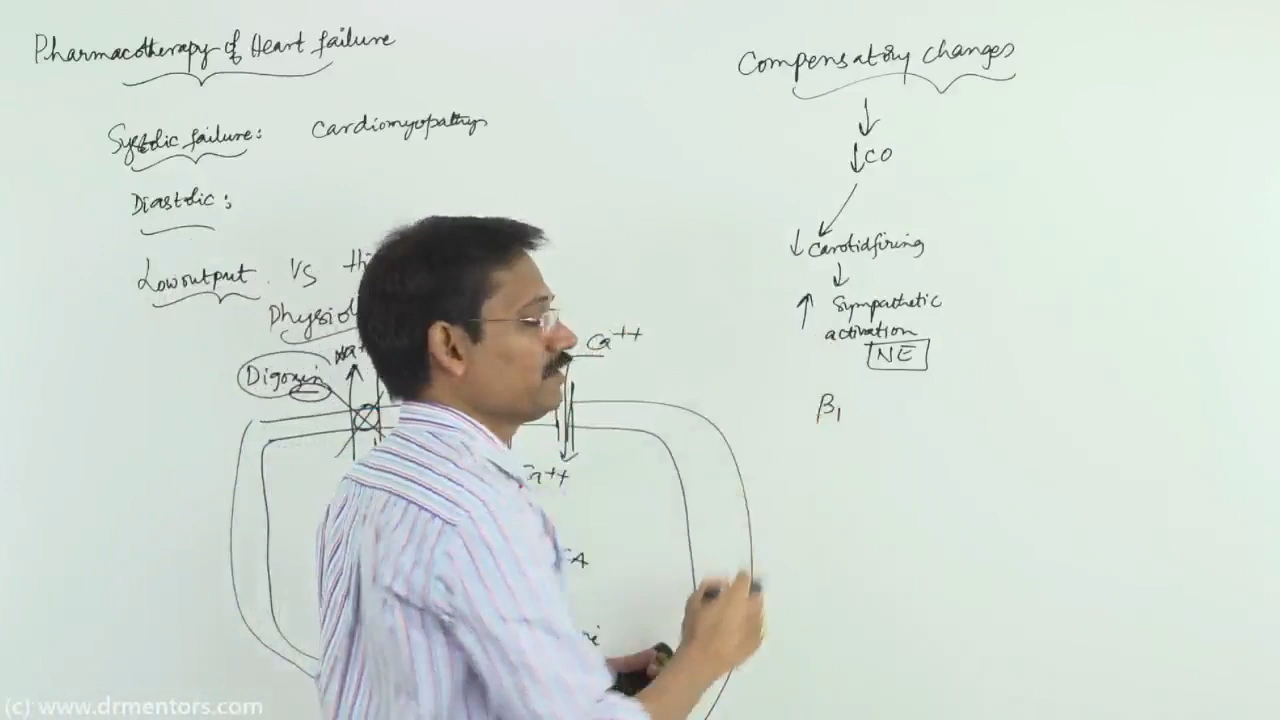 Pharmacotherapy of Heart failure
Systolic failure: Cardiomyopathy
Diastolic:
Low output Vs
Digoxin
Ca++
Compensatory changes
↓CO
↓ Carotid firing
↑ Sympathetic
activation
NE
β1
(c) www.drmentors.com